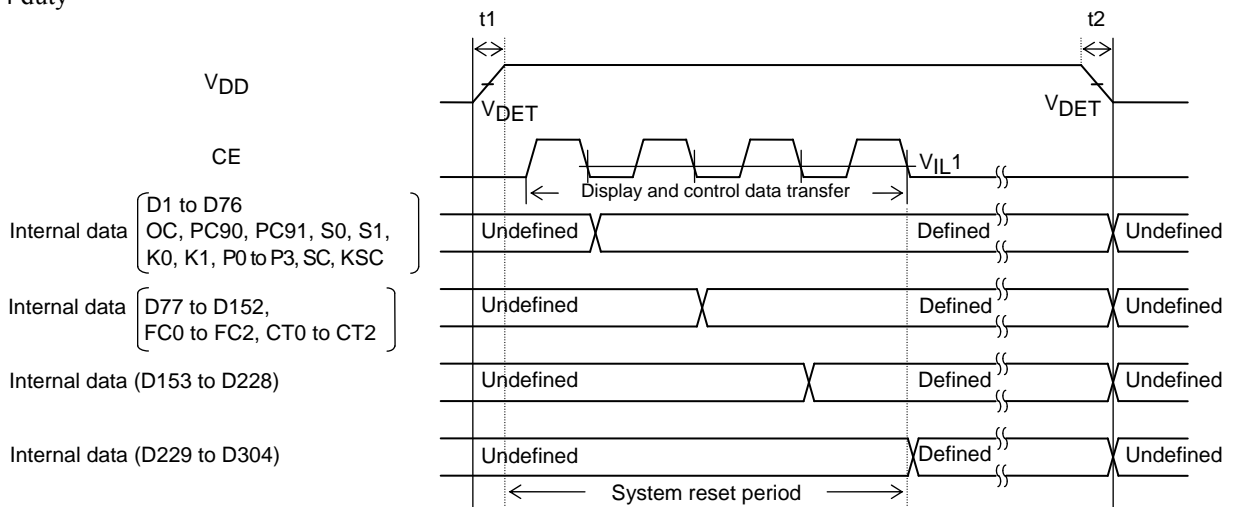 duty
t1
t2
VDD
VDET
VDET
CE
VIL1
Display and control data transfer
Internal data
D1 to D76
OC, PC90, PC91, S0, S1,
K0, K1, P0 to P3, SC, KSC
Undefined
Defined
Undefined
Internal data
D77 to D152,
FC0 to FC2, CT0 to CT2
Undefined
Defined
Undefined
Internal data (D153 to D228)
Undefined
Defined
Undefined
Internal data (D229 to D304)
Undefined
Defined
Undefined
System reset period